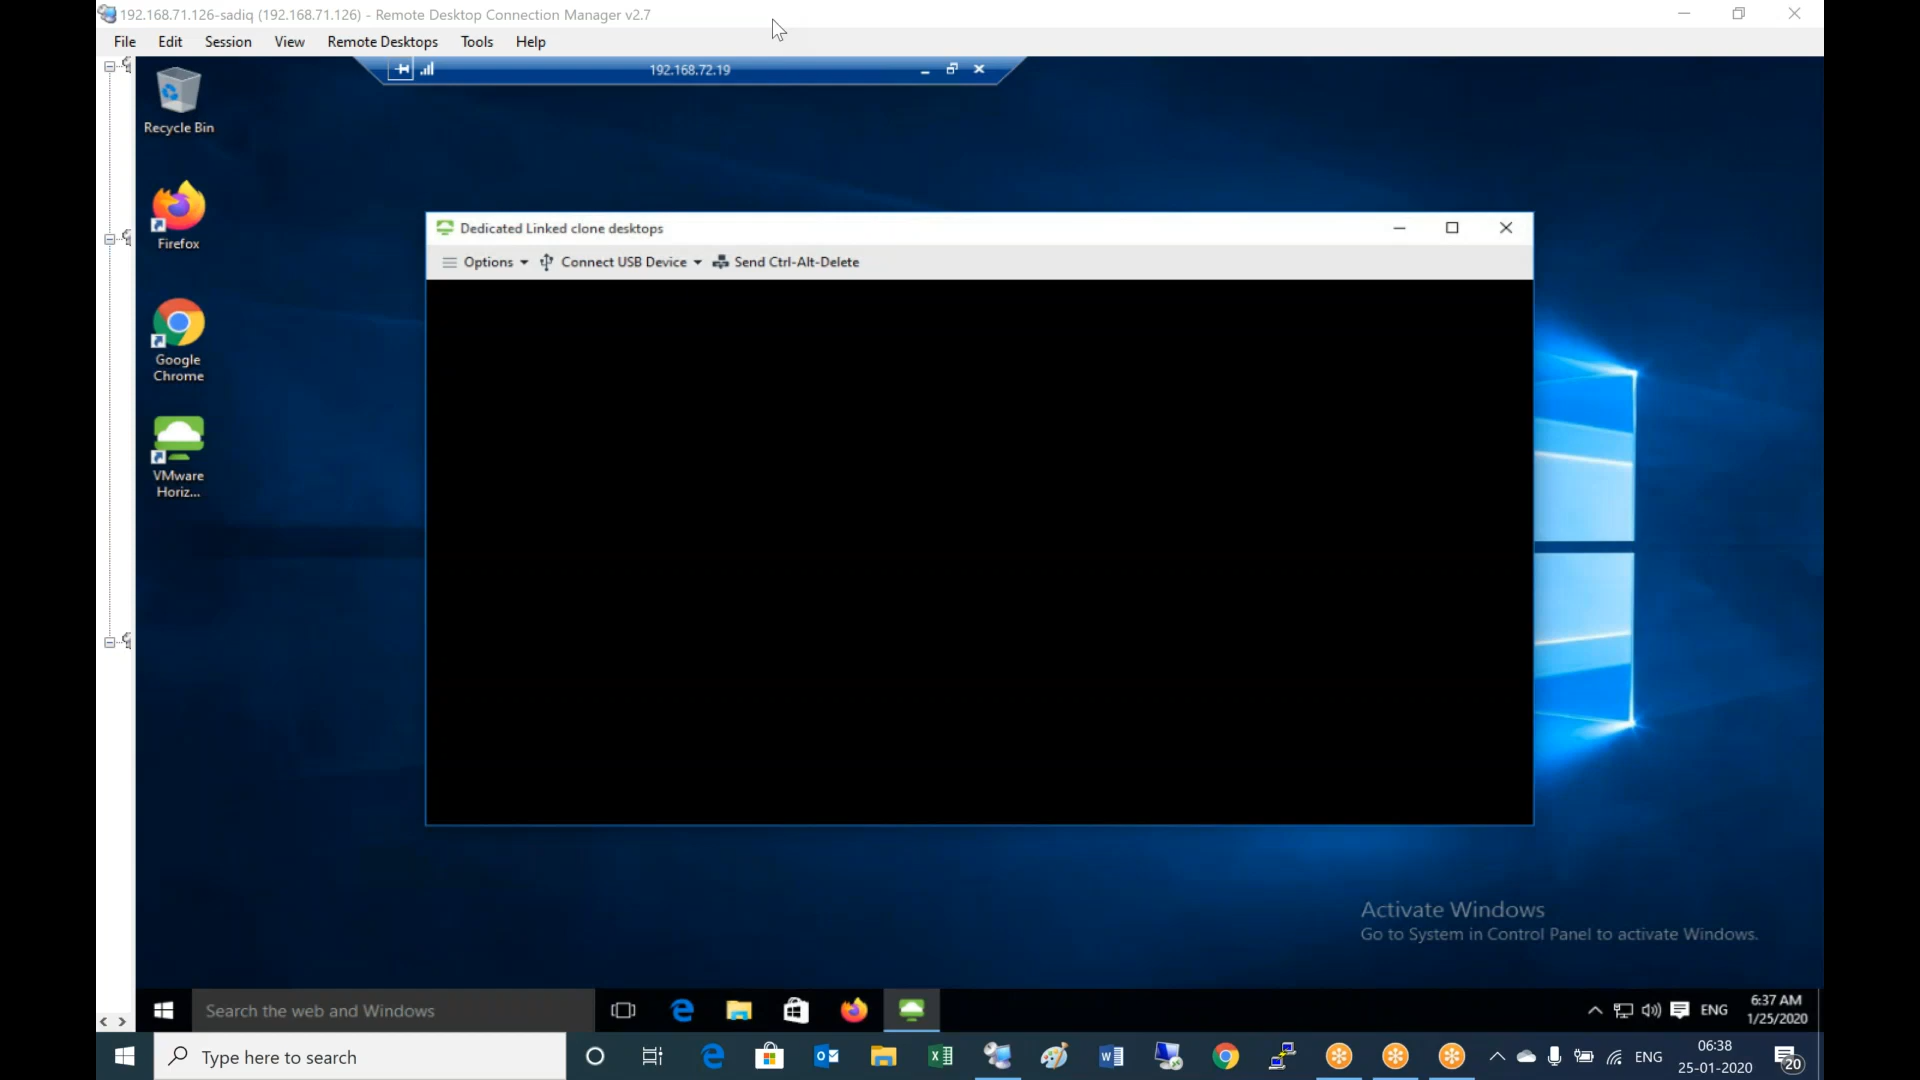 192.168.71.126-sadiq (192.168.71.126) - Remote Desktop Connection Manager v2.7
File Edit Session View Remote Desktops Tools Help
192.168.72.19
Recycle Bin
Firefox
Google
Chrome
VMware
Horiz...
Dedicated Linked clone desktops
Options Connect USB Device Send Ctrl-Alt-Delete
Activate Windows
Go to System in Control Panel to activate Windows.
Search the web and Windows
ENG
6:37 AM
1/25/2020
Type here to search
ENG
06:38
25-01-2020
20